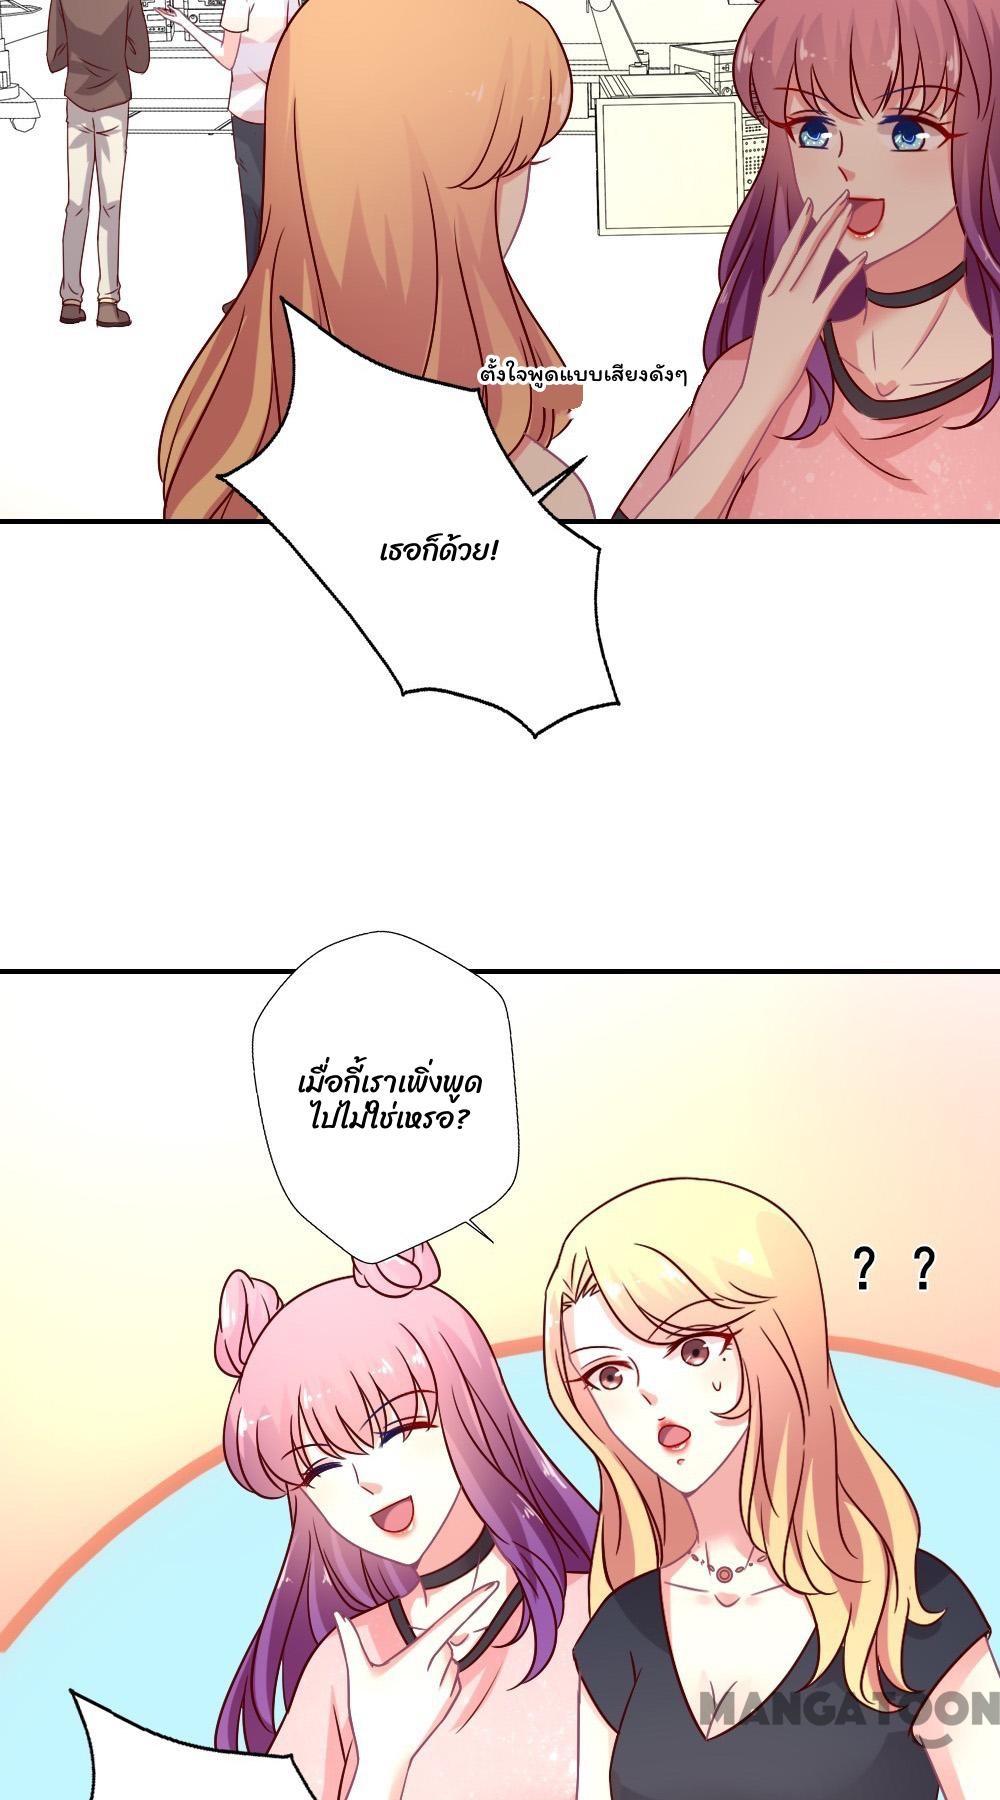 ตั้งใจพูดแบบเสียงดังๆ
เธอก็ด้วย!
เมื่อกี้เราเพิ่งพูด
ไปไม่ใช่เหรอ?
? ?
MANGATOON